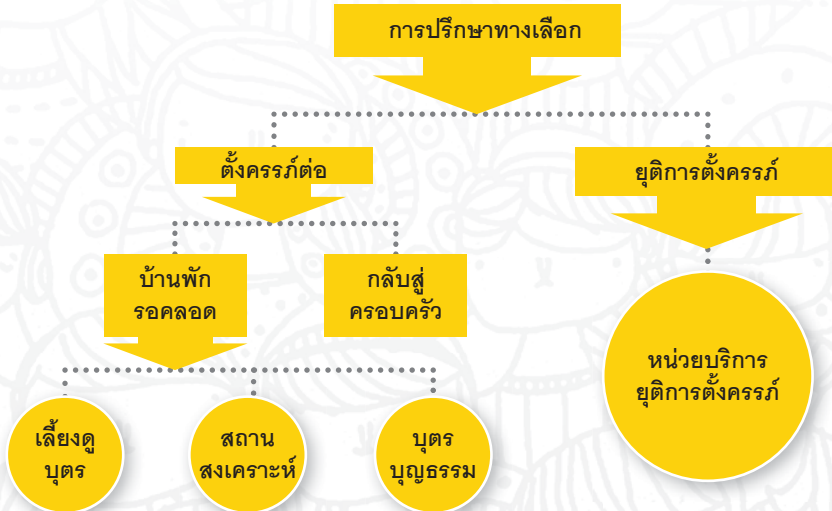 การปรึกษาทางเลือก
ตั้งครรภ์ต่อ
ยุติการตั้งครรภ์
บ้านพัก
รอคลอด
กลับสู่
ครอบครัว
หน่วยบริการ
ยุติการตั้งครรภ์
เลี้ยงดู
บุตร
สถาน
สงเคราะห์
บุตร
บุญธรรม